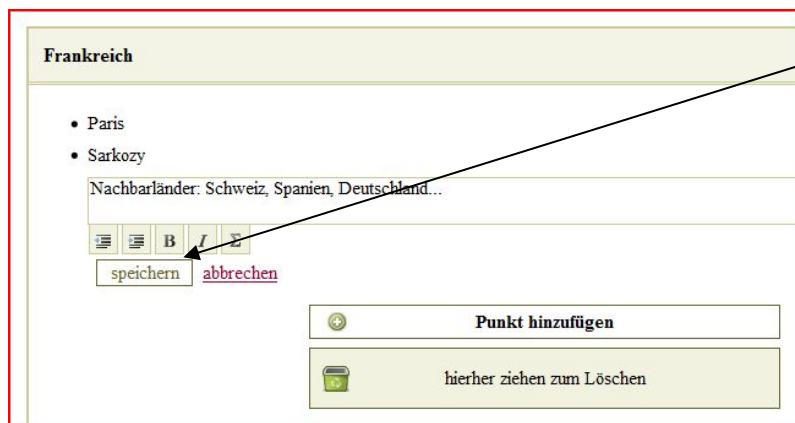 Frankreich
Paris
Sarkozy
Nachbarländer: Schweiz, Spanien, Deutschland...
B I Σ
speichern abbrechen
Punkt hinzufügen
hierher ziehen zum Löschen